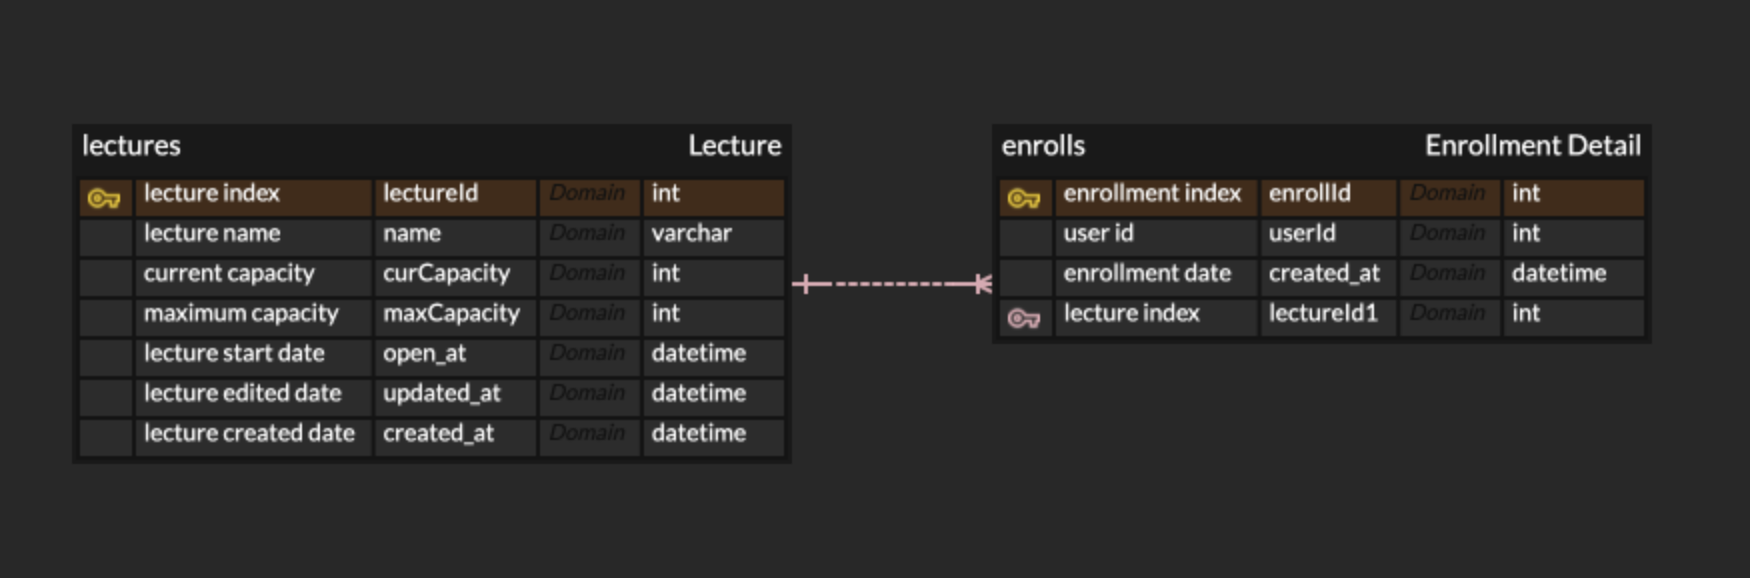 lectures Lecture
lecture index lectureId Domain int
lecture name name Domain varchar
current capacity curCapacity Domain int
maximum capacity maxCapacity Domain int
lecture start date open_at Domain datetime
lecture edited date updated_at Domain datetime
lecture created date created_at Domain datetime
enrolls Enrollment Detail
enrollment index enrollId Domain int
user id userId Domain int
enrollment date created_at Domain datetime
lecture index lectureId1 Domain int